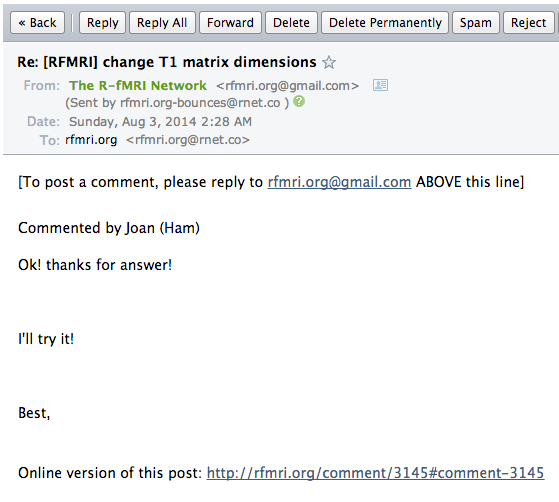 « Back Reply Reply All Forward Delete Delete Permanently Spam Reject
Re: [RFMRI] change T1 matrix dimensions
From: The R-fMRI Network <rfmri.org@gmail.com>
(Sent by rfmri.org-bounces@rnet.co )
Date: Sunday, Aug 3, 2014 2:28 AM
To: rfmri.org <rfmri.org@rnet.co>
[To post a comment, please reply to rfmri.org@gmail.com ABOVE this line]
Commented by Joan (Ham)
Ok! thanks for answer!
I'll try it!
Best,
Online version of this post: http://rfmri.org/comment/3145#comment-3145